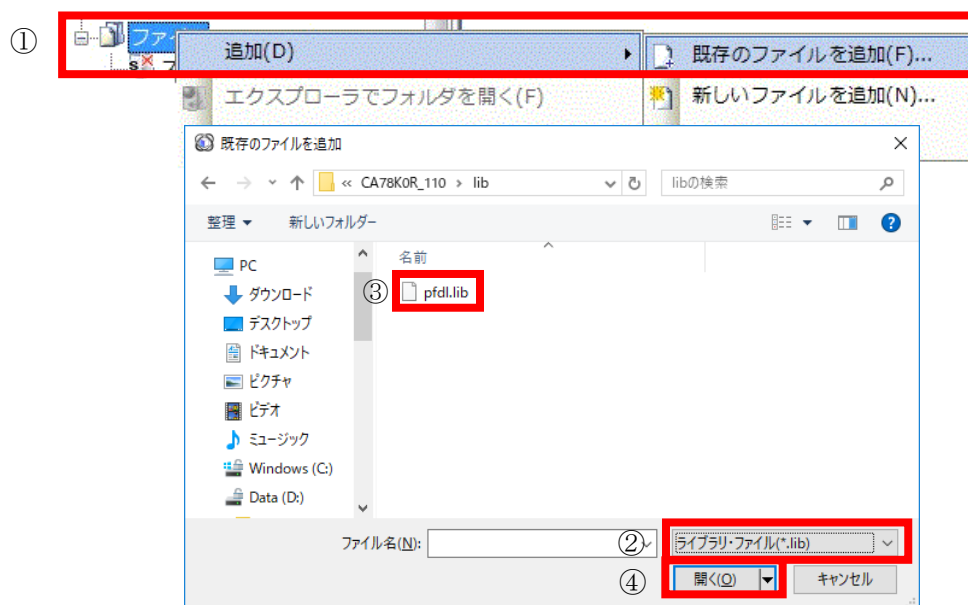 ①
ファイ
追加(D)
既存のファイルを追加(F)...
エクスプローラでフォルダを開く(F)
新しいファイルを追加(N)...
既存のファイルを追加
« CA78K0R_110 › lib
libの検索
整理
新しいフォルダー
名前
PC
ダウンロード
③
pfdl.lib
デスクトップ
ドキュメント
ピクチャ
ビデオ
ミュージック
Windows (C:)
Data (D:)
ファイル名(N):
②
ライブラリ・ファイル(*.lib)
④
開く(O)
キャンセル